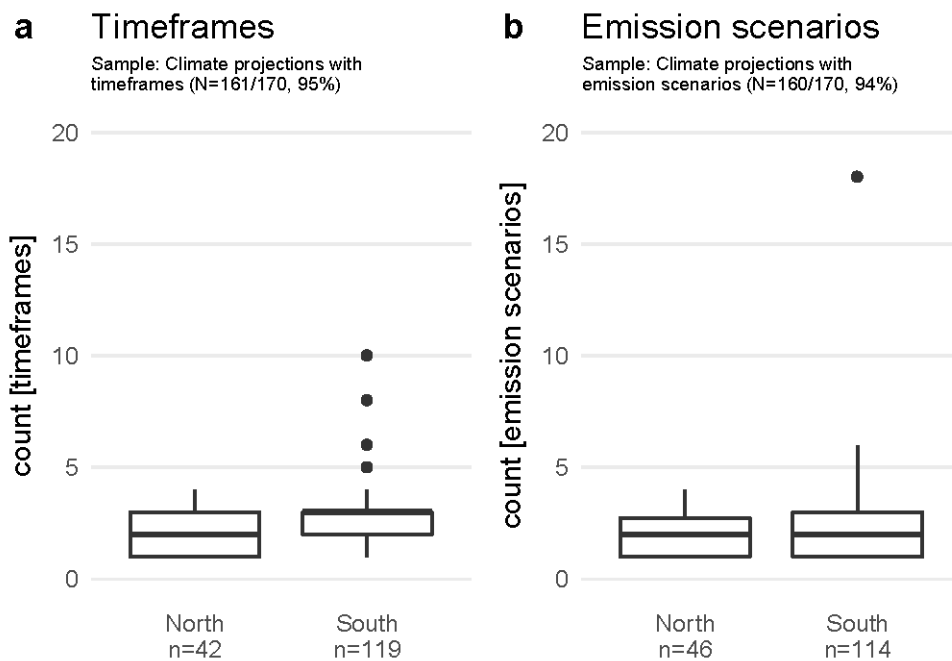 a Timeframes
Sample: Climate projections with
timeframes (N=161/170, 95%)
count [timeframes]
20
15
10
5
0
North
n=42
South
n=119
b Emission scenarios
Sample: Climate projections with
emission scenarios (N=160/170, 94%)
count [emission scenarios]
20
15
10
5
0
North
n=46
South
n=114